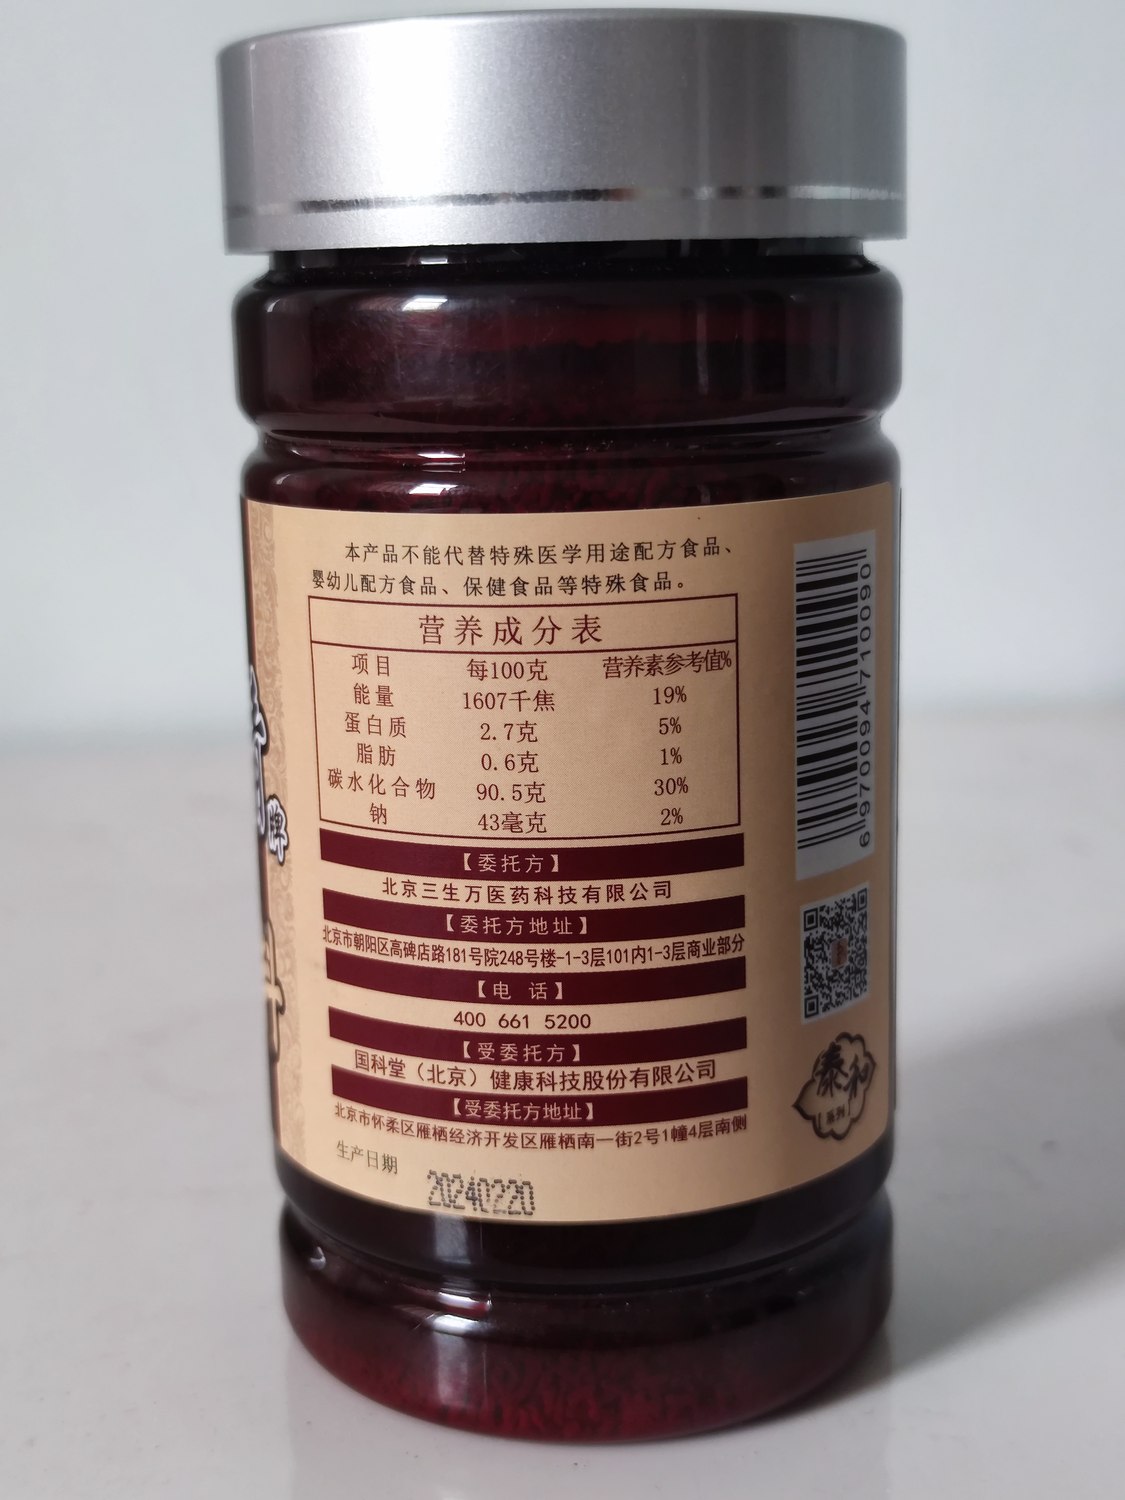 本产品不能代替特殊医学用途配方食品、
婴幼儿配方食品、保健食品等特殊食品。
营养成分表
项目 每100克 营养素参考值%
能量 1607千焦 19%
蛋白质 2.7克 5%
脂肪 0.6克 1%
碳水化合物 90.5克 30%
钠 43毫克 2%
【委托方】
北京三生万医药科技有限公司
【委托方地址】
北京市朝阳区高碑店路181号院248号楼-1-3层101内1-3层商业部分
【电 话】
400 661 5200
【受委托方】
国科堂（北京）健康科技股份有限公司
【受委托方地址】
北京市怀柔区雁栖经济开发区雁栖南一街2号1幢4层南侧
生产日期
20240220
6970094710090
泰和
系列
牌